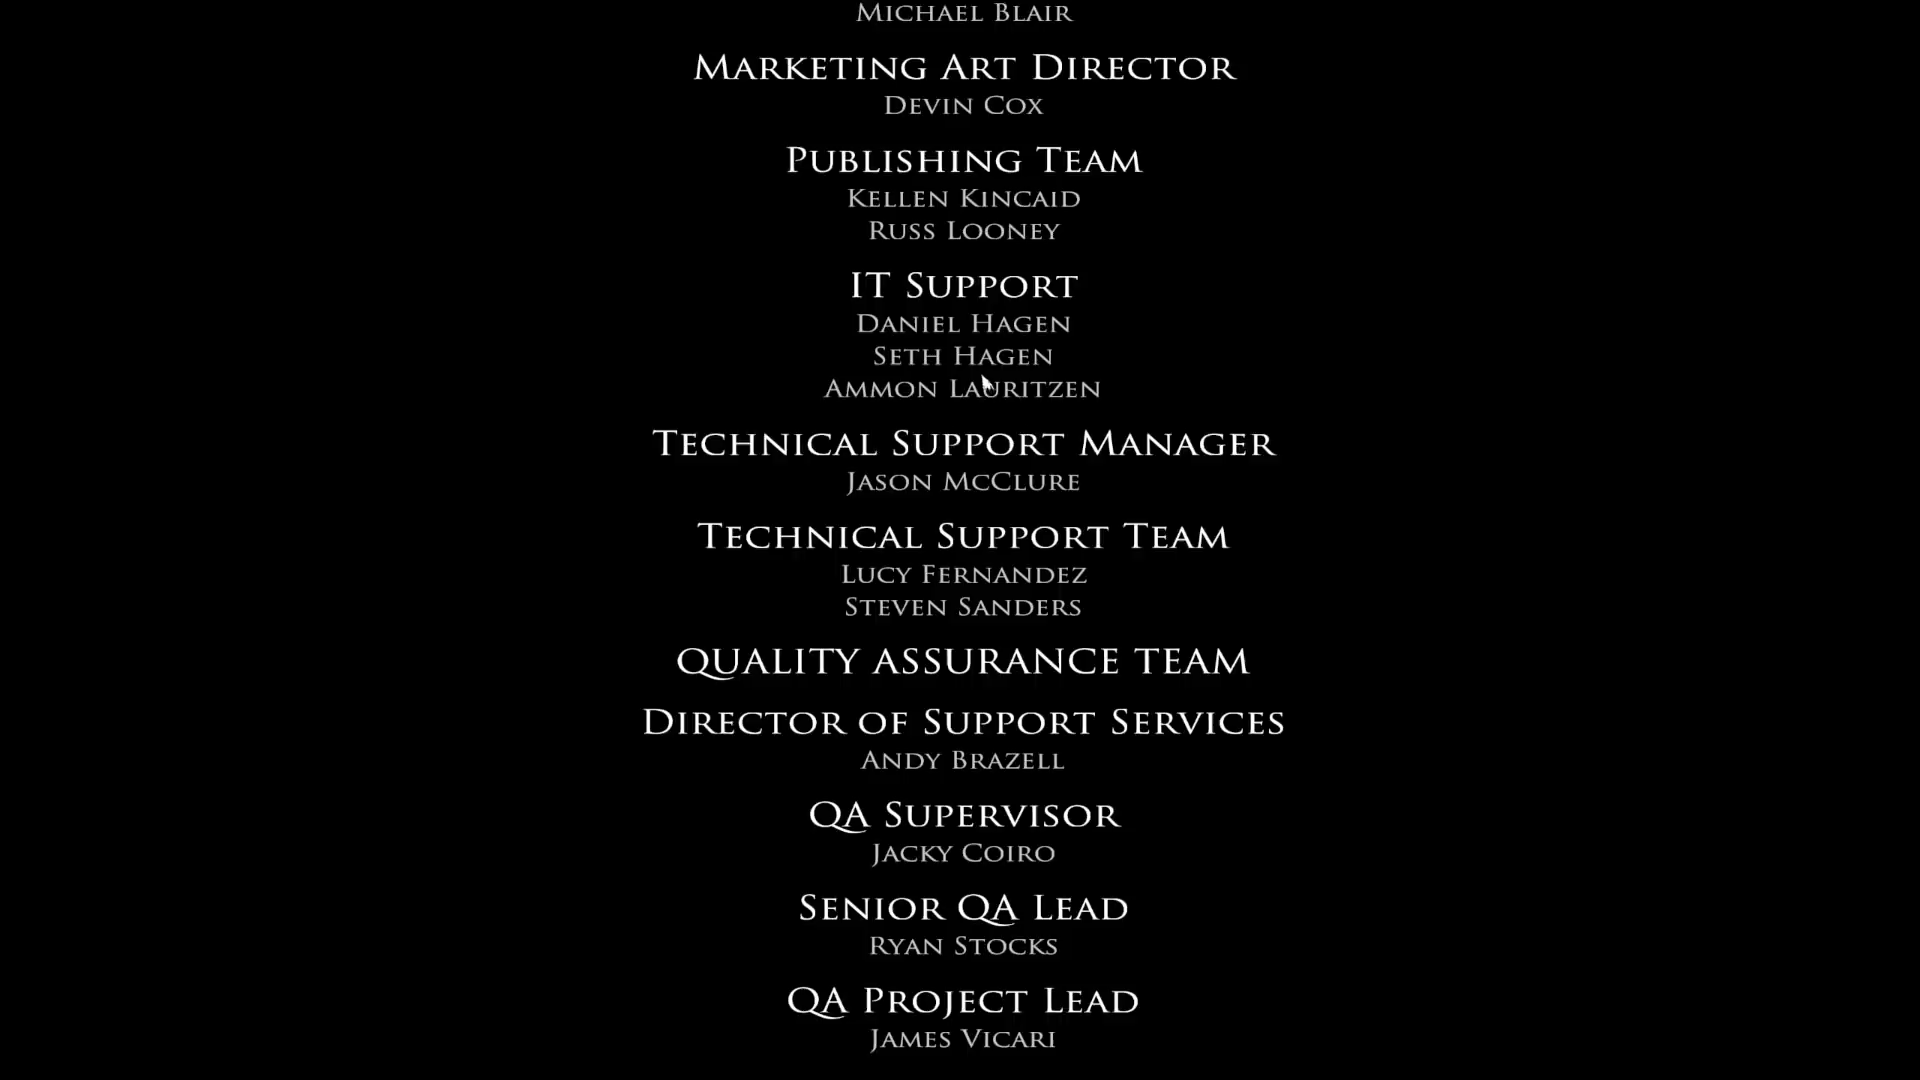 Michael Blair
Marketing Art Director
Devin Cox
Publishing Team
Kellen Kincaid
Russ Looney
IT Support
Daniel Hagen
Seth Hagen
Ammon Lauritzen
Technical Support Manager
Jason McClure
Technical Support Team
Lucy Fernandez
Steven Sanders
QUALITY ASSURANCE TEAM
Director of Support Services
Andy Brazell
QA Supervisor
Jacky Coiro
Senior QA Lead
Ryan Stocks
QA Project Lead
James Vicari